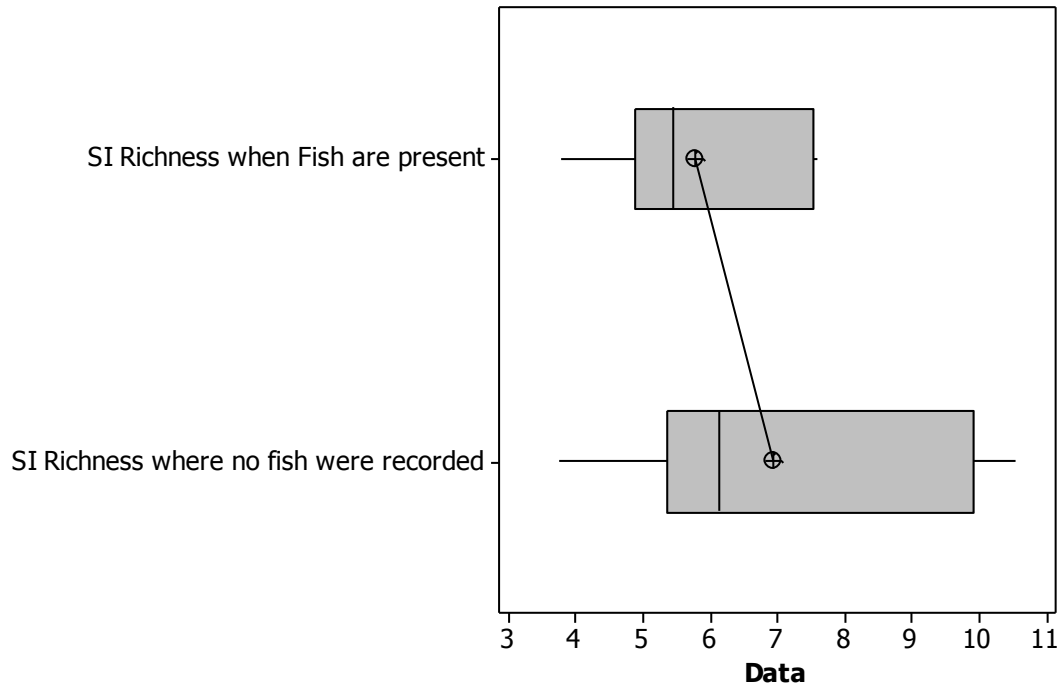 SI Richness when Fish are present
SI Richness where no fish were recorded
3 4 5 6 7 8 9 10 11
Data